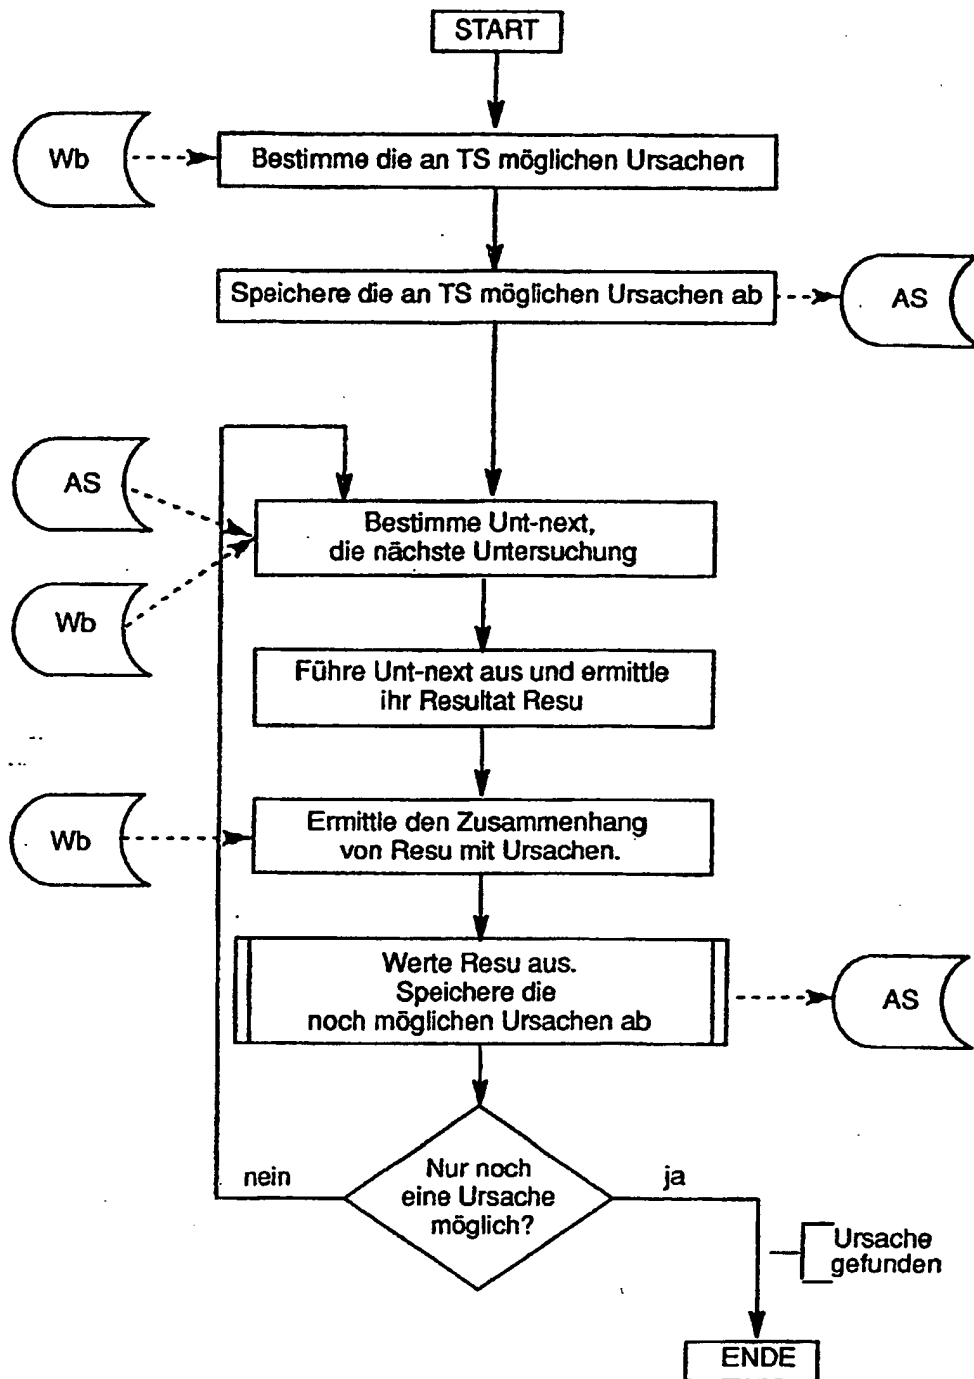 START
Wb
Bestimme die an TS möglichen Ursachen
Speichere die an TS möglichen Ursachen ab
AS
AS
Bestimme Unt-next,
die nächste Untersuchung
Wb
Führe Unt-next aus und ermittle
ihr Resultat Resu
Wb
Ermittle den Zusammenhang
von Resu mit Ursachen.
Werte Resu aus.
Speichere die
noch möglichen Ursachen ab
AS
nein
Nur noch
eine Ursache
möglich?
ja
Ursache
gefunden
ENDE